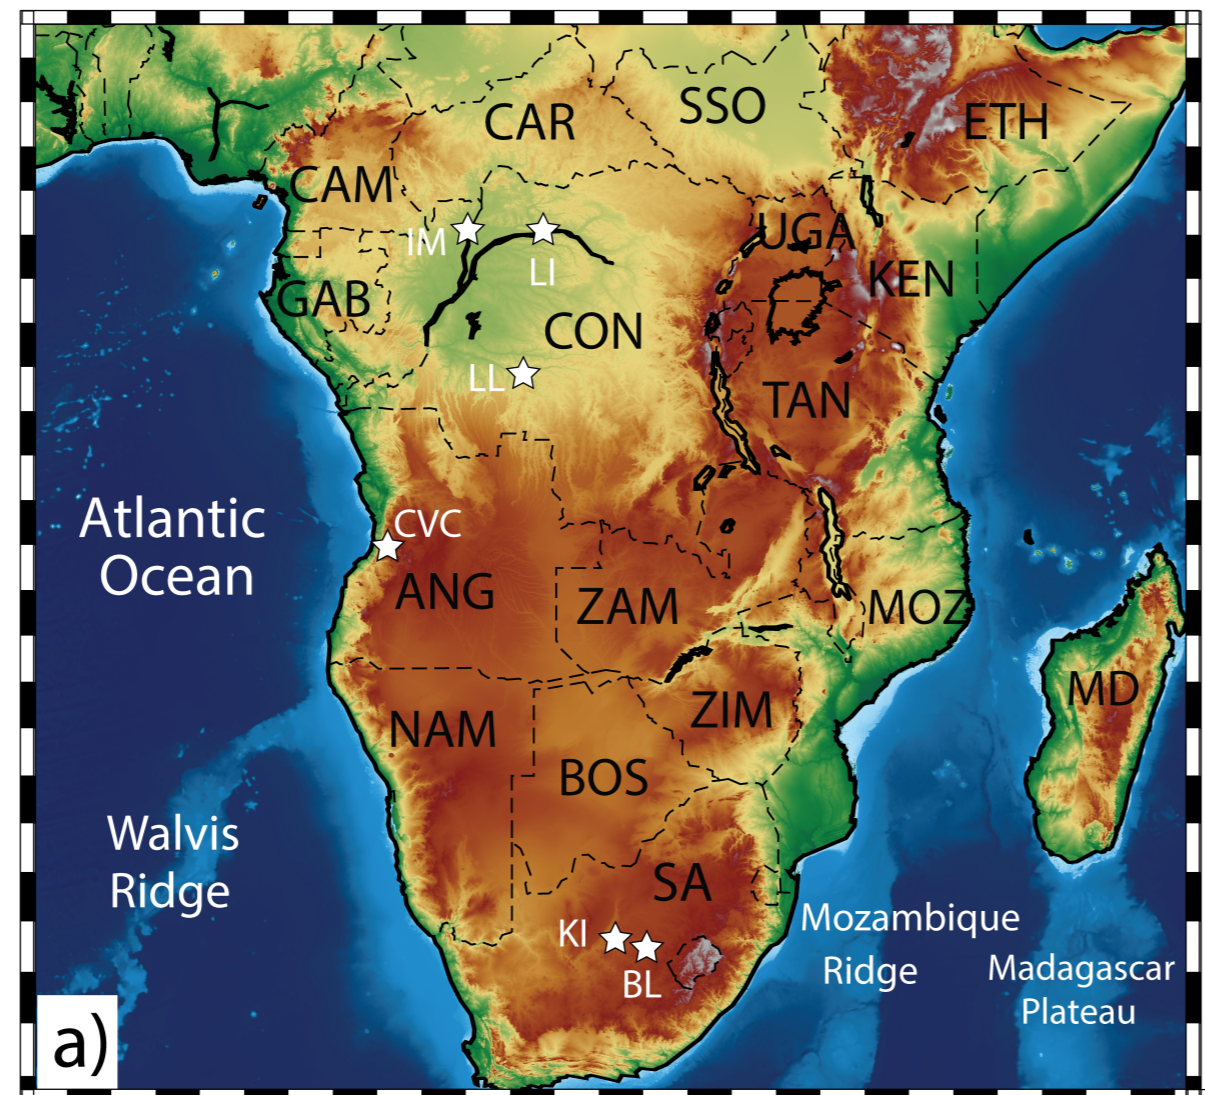 CAR
SSO
ETH
CAM
IM
LI
UGA
KEN
GAB
CON
LL
TAN
Atlantic
Ocean
CVC
ANG
ZAM
MOZ
MD
NAM
ZIM
BOS
Walvis
Ridge
SA
KI
BL
Mozambique
Ridge
Madagascar
Plateau
a)